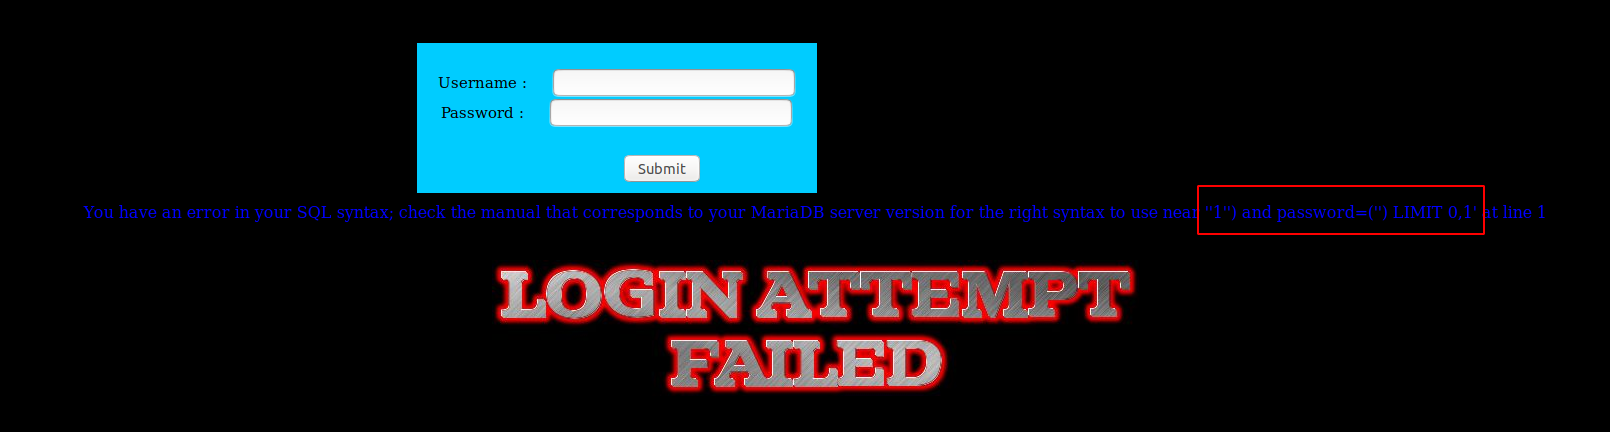 Username :
Password :
Submit
You have an error in your SQL syntax; check the manual that corresponds to your MariaDB server version for the right syntax to use near ''1'') and password=('') LIMIT 0,1' at line 1
LOGIN ATTEMPT
FAILED